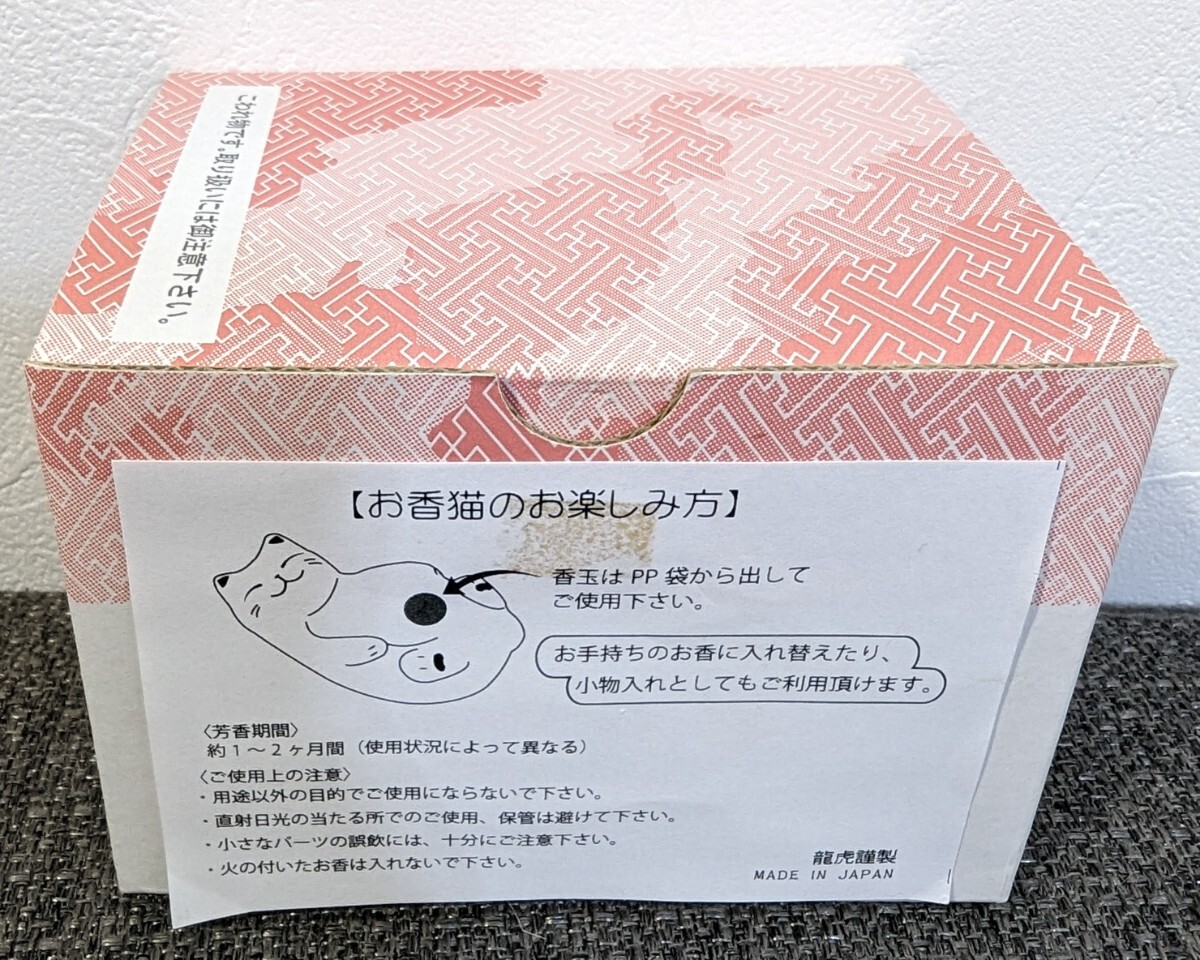 こわれ物です。取り扱いには御注意下さい。
【お香猫のお楽しみ方】
香玉は PP 袋から出して
ご使用下さい。
お手持ちのお香に入れ替えたり、
小物入れとしてもご利用頂けます。
〈芳香期間〉
約１〜２ヶ月間（使用状況によって異なる）
〈ご使用上の注意〉
・用途以外の目的でご使用にならないで下さい。
・直射日光の当たる所でのご使用、保管は避けて下さい。
・小さなパーツの誤飲には、十分にご注意下さい。
・火の付いたお香は入れないで下さい。
龍虎謹製
MADE IN JAPAN